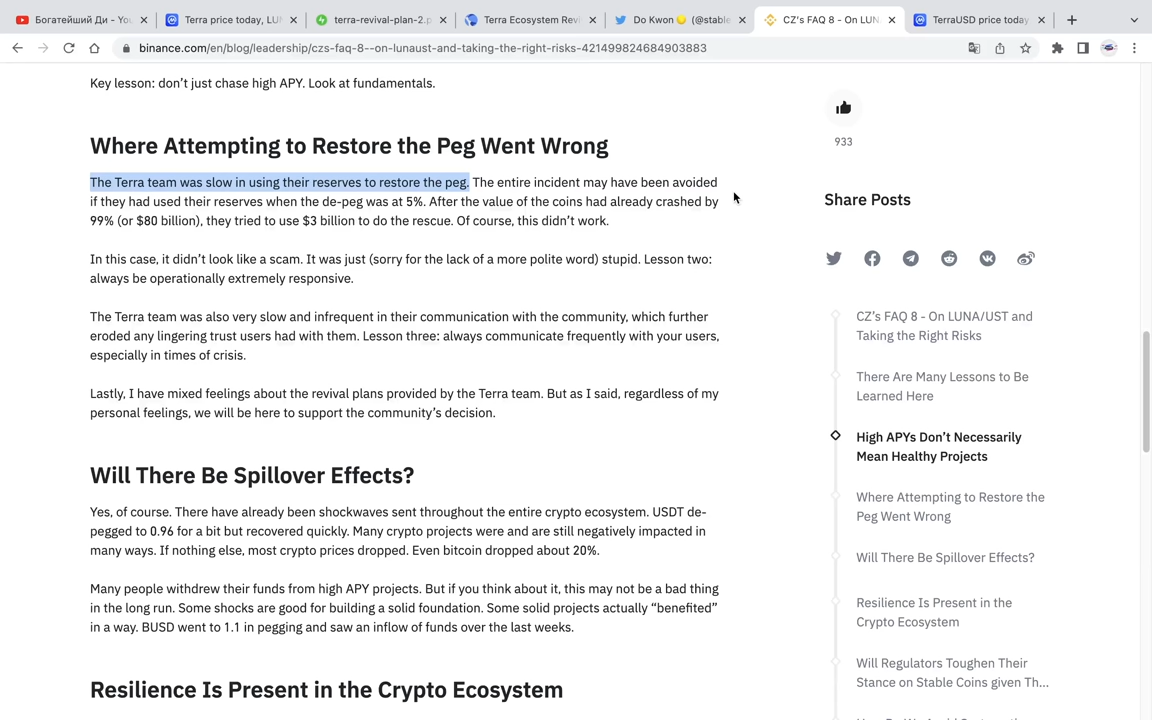 Богатейший Ди - You
Terra price today, LU
terra-revival-plan-2.p
Terra Ecosystem Revi
Do Kwon (@stable
CZ's FAQ 8 - On LUN
TerraUSD price today
binance.com/en/blog/leadership/czs-faq-8--on-lunaust-and-taking-the-right-risks-421499824684903883
Key lesson: don't just chase high APY. Look at fundamentals.
Where Attempting to Restore the Peg Went Wrong
The Terra team was slow in using their reserves to restore the peg. The entire incident may have been avoided
if they had used their reserves when the de-peg was at 5%. After the value of the coins had already crashed by
99% (or $80 billion), they tried to use $3 billion to do the rescue. Of course, this didn't work.
In this case, it didn't look like a scam. It was just (sorry for the lack of a more polite word) stupid. Lesson two:
always be operationally extremely responsive.
The Terra team was also very slow and infrequent in their communication with the community, which further
eroded any lingering trust users had with them. Lesson three: always communicate frequently with your users,
especially in times of crisis.
Lastly, I have mixed feelings about the revival plans provided by the Terra team. But as I said, regardless of my
personal feelings, we will be here to support the community's decision.
Will There Be Spillover Effects?
Yes, of course. There have already been shockwaves sent throughout the entire crypto ecosystem. USDT de-
pegged to 0.96 for a bit but recovered quickly. Many crypto projects were and are still negatively impacted in
many ways. If nothing else, most crypto prices dropped. Even bitcoin dropped about 20%.
Many people withdrew their funds from high APY projects. But if you think about it, this may not be a bad thing
in the long run. Some shocks are good for building a solid foundation. Some solid projects actually "benefited"
in a way. BUSD went to 1.1 in pegging and saw an inflow of funds over the last weeks.
Resilience Is Present in the Crypto Ecosystem
933
Share Posts
CZ's FAQ 8 - On LUNA/UST and
Taking the Right Risks
There Are Many Lessons to Be
Learned Here
High APYs Don't Necessarily
Mean Healthy Projects
Where Attempting to Restore the
Peg Went Wrong
Will There Be Spillover Effects?
Resilience Is Present in the
Crypto Ecosystem
Will Regulators Toughen Their
Stance on Stable Coins given Th...